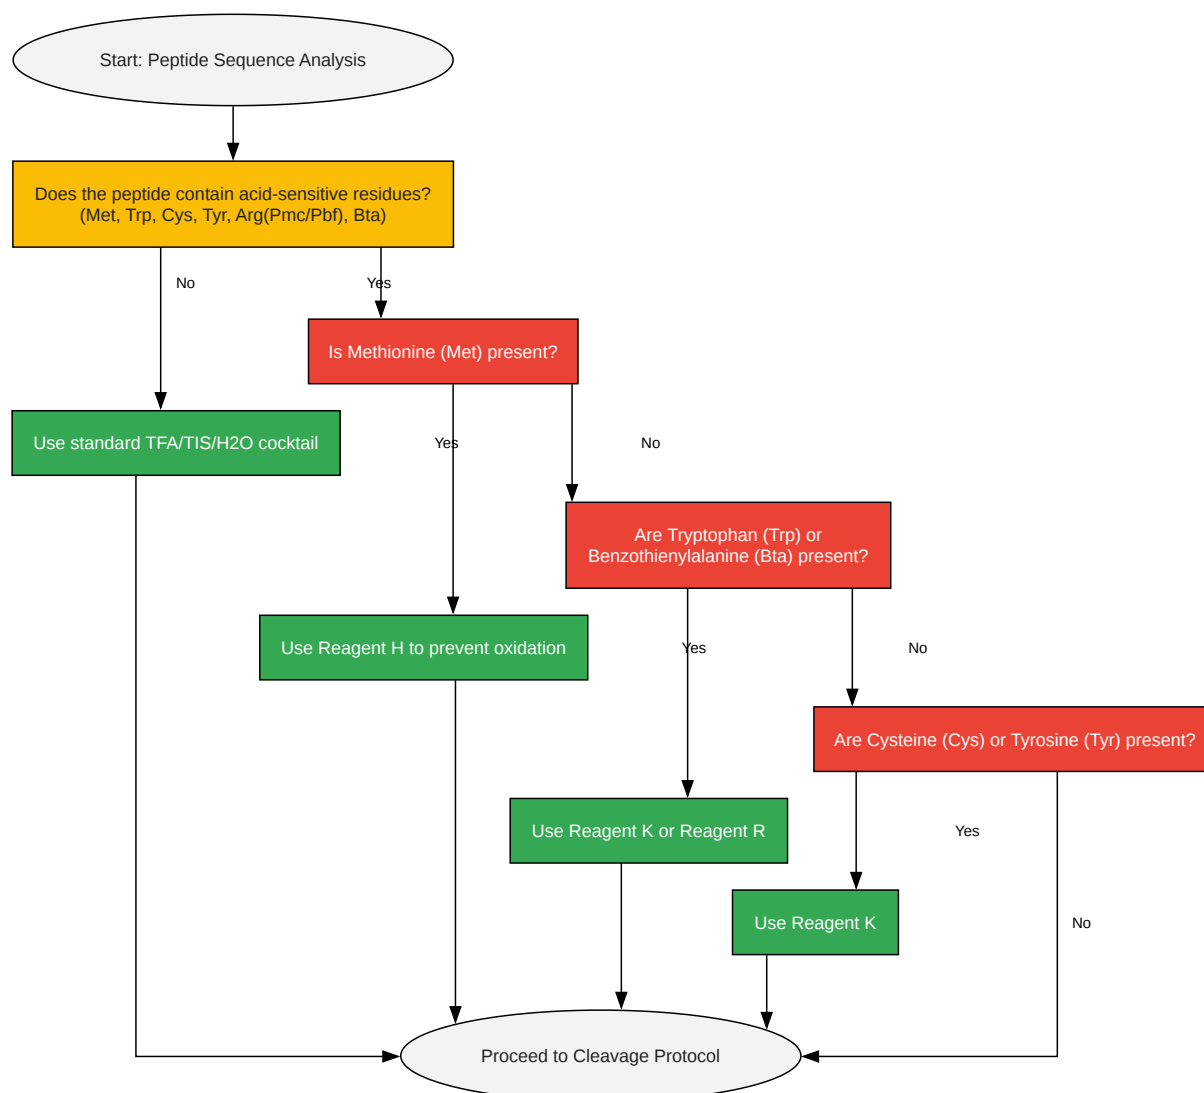 Start: Peptide Sequence Analysis
Does the peptide contain acid-sensitive residues?
(Met, Trp, Cys, Tyr, Arg(Pmc/Pbf), Bta)
No
Yes
Is Methionine (Met) present?
Use standard TFA/TIS/H2O cocktail
Yes
No
Are Tryptophan (Trp) or
Benzothienylalanine (Bta) present?
Use Reagent H to prevent oxidation
Yes
No
Are Cysteine (Cys) or Tyrosine (Tyr) present?
Use Reagent K or Reagent R
Yes
Use Reagent K
No
Proceed to Cleavage Protocol